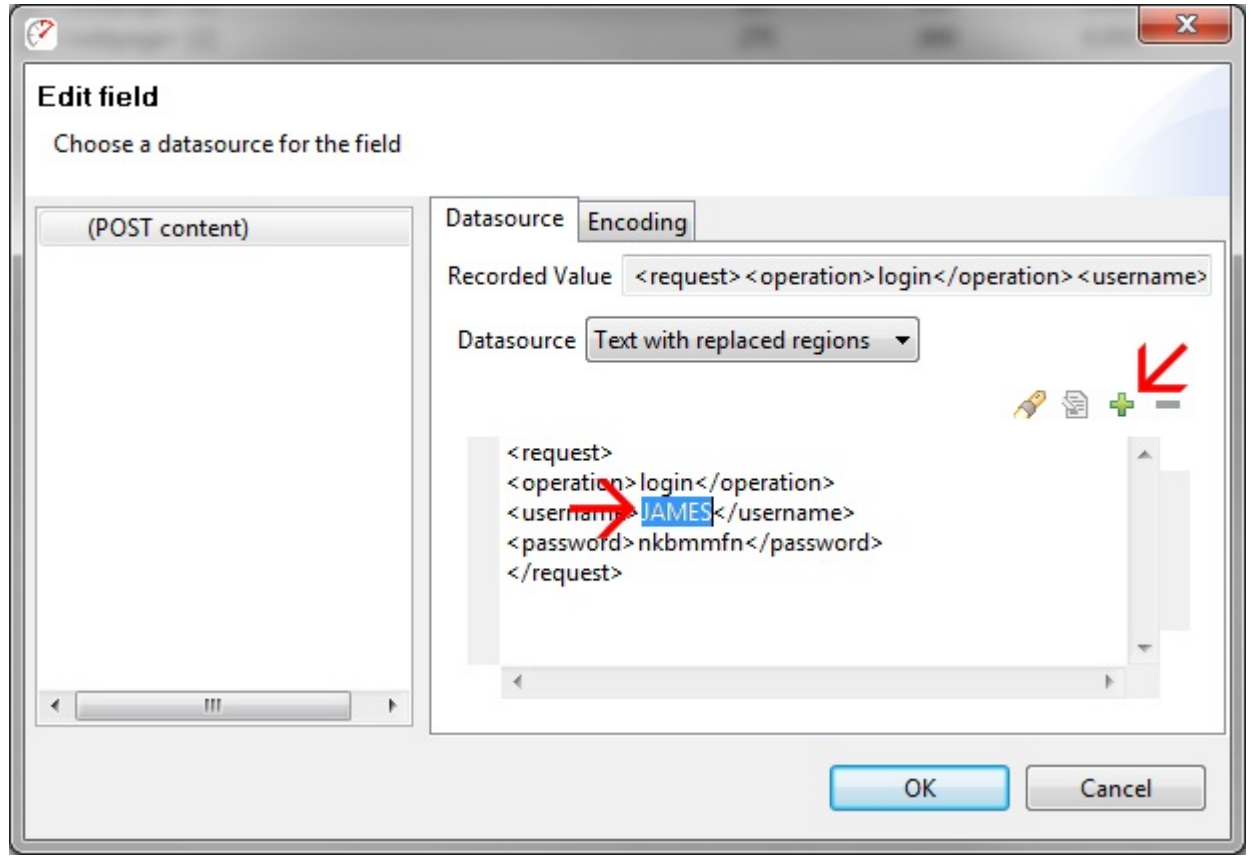 Edit field
Choose a datasource for the field
(POST content)
Datasource
Encoding
Recorded Value
<request><operation>login</operation><username>
Datasource
Text with replaced regions
<request>
<operation>login</operation>
<username>JAMES</username>
<password>nkbmmfn</password>
</request>
OK
Cancel